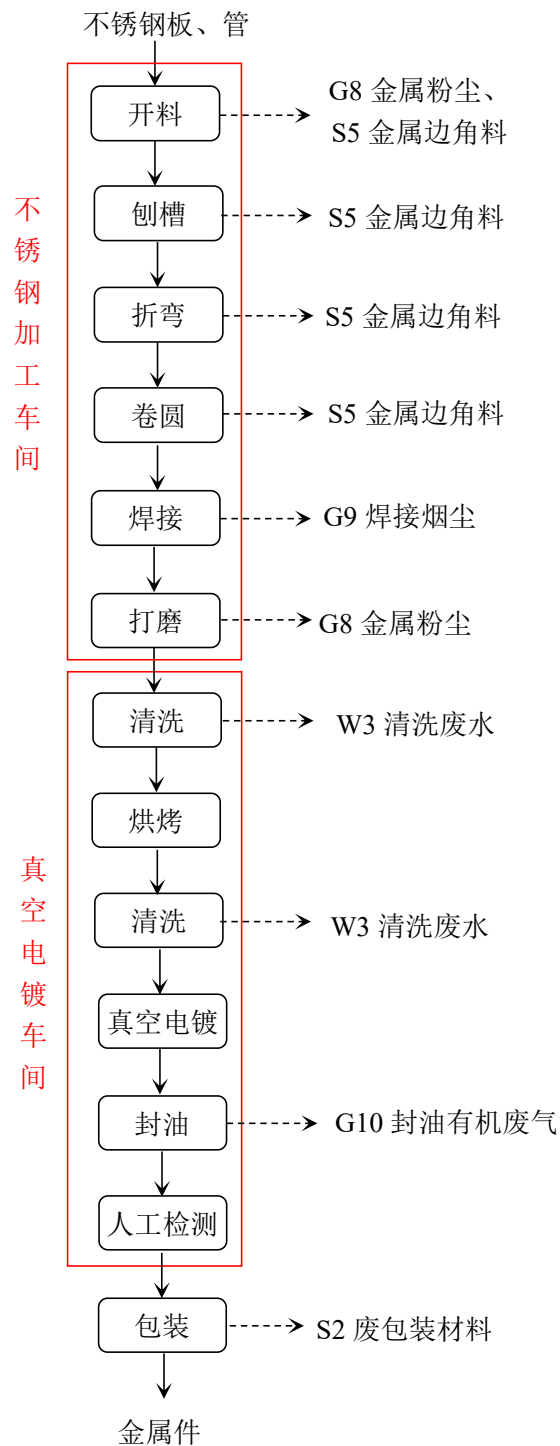 不锈钢板、管
开料
G8 金属粉尘、
S5 金属边角料
不锈钢加工车间
刨槽
S5 金属边角料
折弯
S5 金属边角料
卷圆
S5 金属边角料
焊接
G9 焊接烟尘
打磨
G8 金属粉尘
清洗
W3 清洗废水
烘烤
真空电镀车间
清洗
W3 清洗废水
真空电镀
封油
G10 封油有机废气
人工检测
包装
S2 废包装材料
金属件